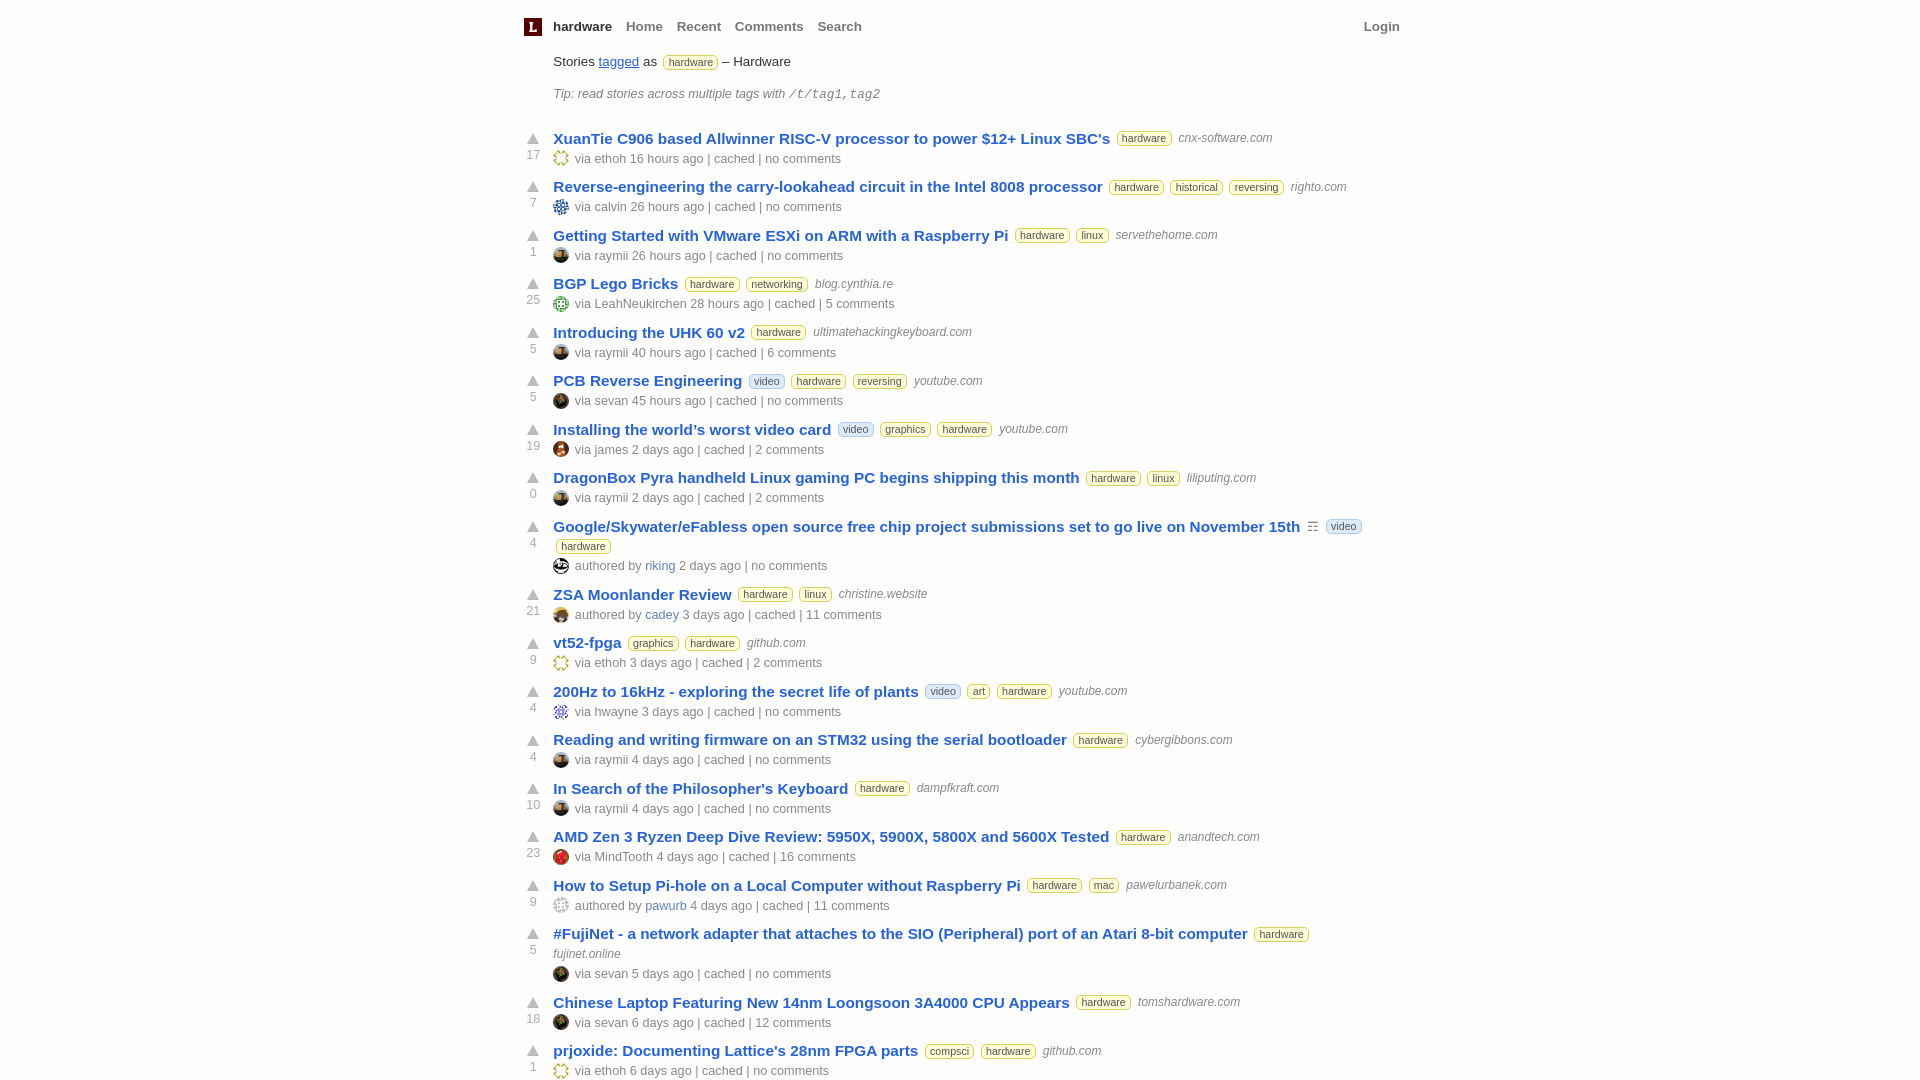 L hardware Home Recent Comments Search Login
Stories tagged as hardware – Hardware
Tip: read stories across multiple tags with /t/tag1,tag2
XuanTie C906 based Allwinner RISC-V processor to power $12+ Linux SBC's hardware cnx-software.com
17
via ethoh 16 hours ago | cached | no comments
Reverse-engineering the carry-lookahead circuit in the Intel 8008 processor hardware historical reversing righto.com
7
via calvin 26 hours ago | cached | no comments
Getting Started with VMware ESXi on ARM with a Raspberry Pi hardware linux servethehome.com
1
via raymii 26 hours ago | cached | no comments
BGP Lego Bricks hardware networking blog.cynthia.re
25
via LeahNeukirchen 28 hours ago | cached | 5 comments
Introducing the UHK 60 v2 hardware ultimatehackingkeyboard.com
5
via raymii 40 hours ago | cached | 6 comments
PCB Reverse Engineering video hardware reversing youtube.com
5
via sevan 45 hours ago | cached | no comments
Installing the world’s worst video card video graphics hardware youtube.com
19
via james 2 days ago | cached | 2 comments
DragonBox Pyra handheld Linux gaming PC begins shipping this month hardware linux liliputing.com
0
via raymii 2 days ago | cached | 2 comments
Google/Skywater/eFabless open source free chip project submissions set to go live on November 15th ☶ video
4
hardware
authored by riking 2 days ago | no comments
ZSA Moonlander Review hardware linux christine.website
21
authored by cadey 3 days ago | cached | 11 comments
vt52-fpga graphics hardware github.com
9
via ethoh 3 days ago | cached | 2 comments
200Hz to 16kHz - exploring the secret life of plants video art hardware youtube.com
4
via hwayne 3 days ago | cached | no comments
Reading and writing firmware on an STM32 using the serial bootloader hardware cybergibbons.com
4
via raymii 4 days ago | cached | no comments
In Search of the Philosopher's Keyboard hardware dampfkraft.com
10
via raymii 4 days ago | cached | no comments
AMD Zen 3 Ryzen Deep Dive Review: 5950X, 5900X, 5800X and 5600X Tested hardware anandtech.com
23
via MindTooth 4 days ago | cached | 16 comments
How to Setup Pi-hole on a Local Computer without Raspberry Pi hardware mac pawelurbanek.com
9
authored by pawurb 4 days ago | cached | 11 comments
#FujiNet - a network adapter that attaches to the SIO (Peripheral) port of an Atari 8-bit computer hardware
5
fujinet.online
via sevan 5 days ago | cached | no comments
Chinese Laptop Featuring New 14nm Loongsoon 3A4000 CPU Appears hardware tomshardware.com
18
via sevan 6 days ago | cached | 12 comments
prjoxide: Documenting Lattice's 28nm FPGA parts compsci hardware github.com
1
via ethoh 6 days ago | cached | no comments